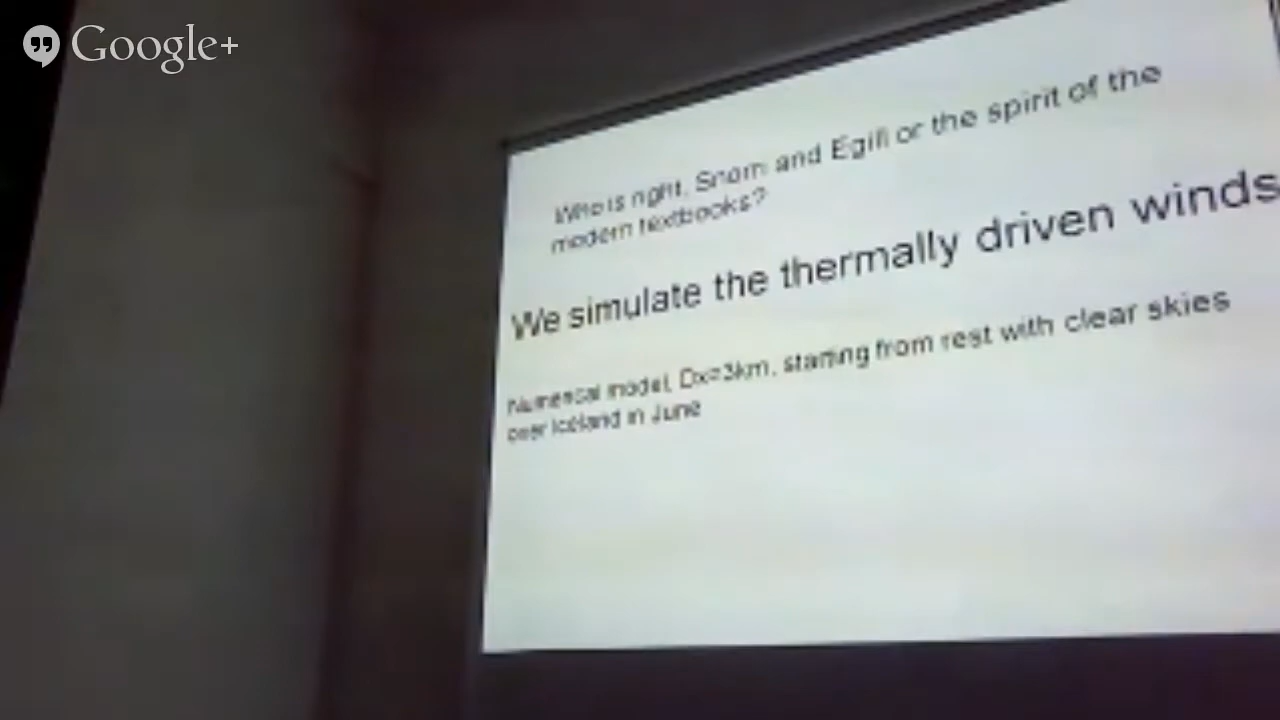 Google+
Who is right, Snorri and Egill or the spirit of the
modern textbooks?
We simulate the thermally driven winds
Numerical model, Dx=3km, starting from rest with clear skies
over Iceland in June